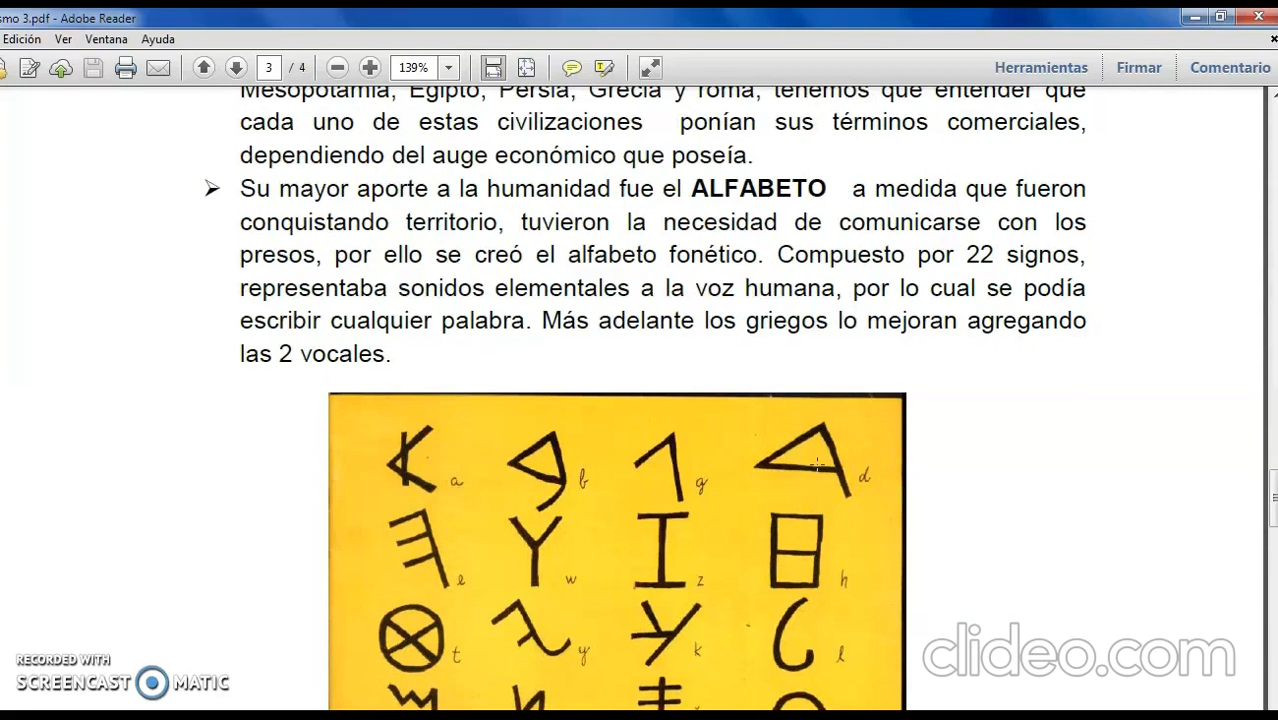 smo 3.pdf - Adobe Reader
Edición Ver Ventana Ayuda
3 / 4 139% Herramientas Firmar Comentario
Mesopotamia, Egipto, Persia, Grecia y roma, tenemos que entender que
cada uno de estas civilizaciones ponían sus términos comerciales,
dependiendo del auge económico que poseía.
Su mayor aporte a la humanidad fue el ALFABETO a medida que fueron
conquistando territorio, tuvieron la necesidad de comunicarse con los
presos, por ello se creó el alfabeto fonético. Compuesto por 22 signos,
representaba sonidos elementales a la voz humana, por lo cual se podía
escribir cualquier palabra. Más adelante los griegos lo mejoran agregando
las 2 vocales.
a b g d
e w z h
t y k l
RECORDED WITH
SCREENCAST MATIC
clideo.com